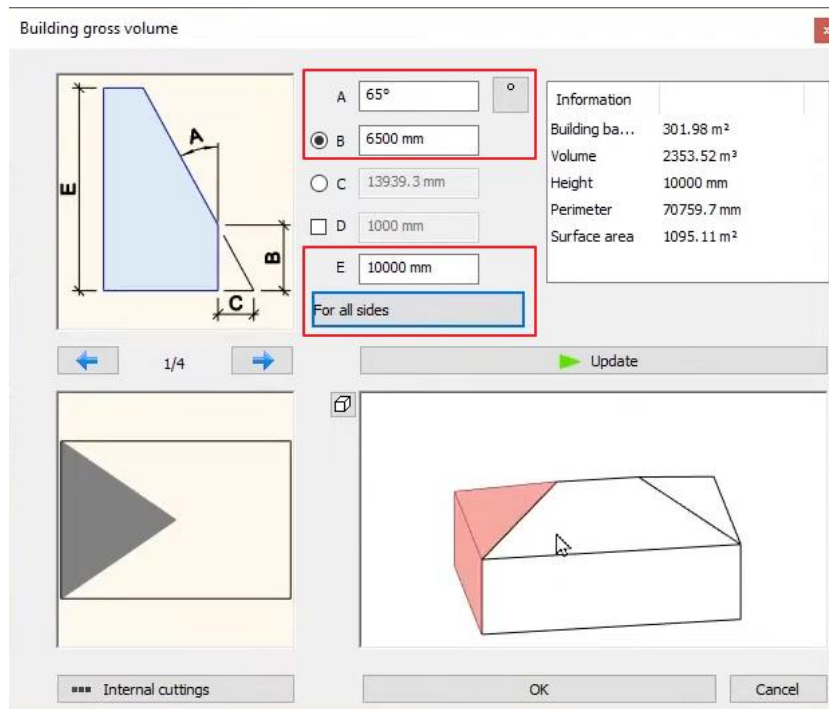 Building gross volume
x
A
E
B
C
A 65° °
B 6500 mm
C 13939.3 mm
D 1000 mm
E 10000 mm
For all sides
Information
Building ba... 301.98 m²
Volume 2353.52 m³
Height 10000 mm
Perimeter 70759.7 mm
Surface area 1095.11 m²
1/4
Update
Internal cuttings
OK
Cancel